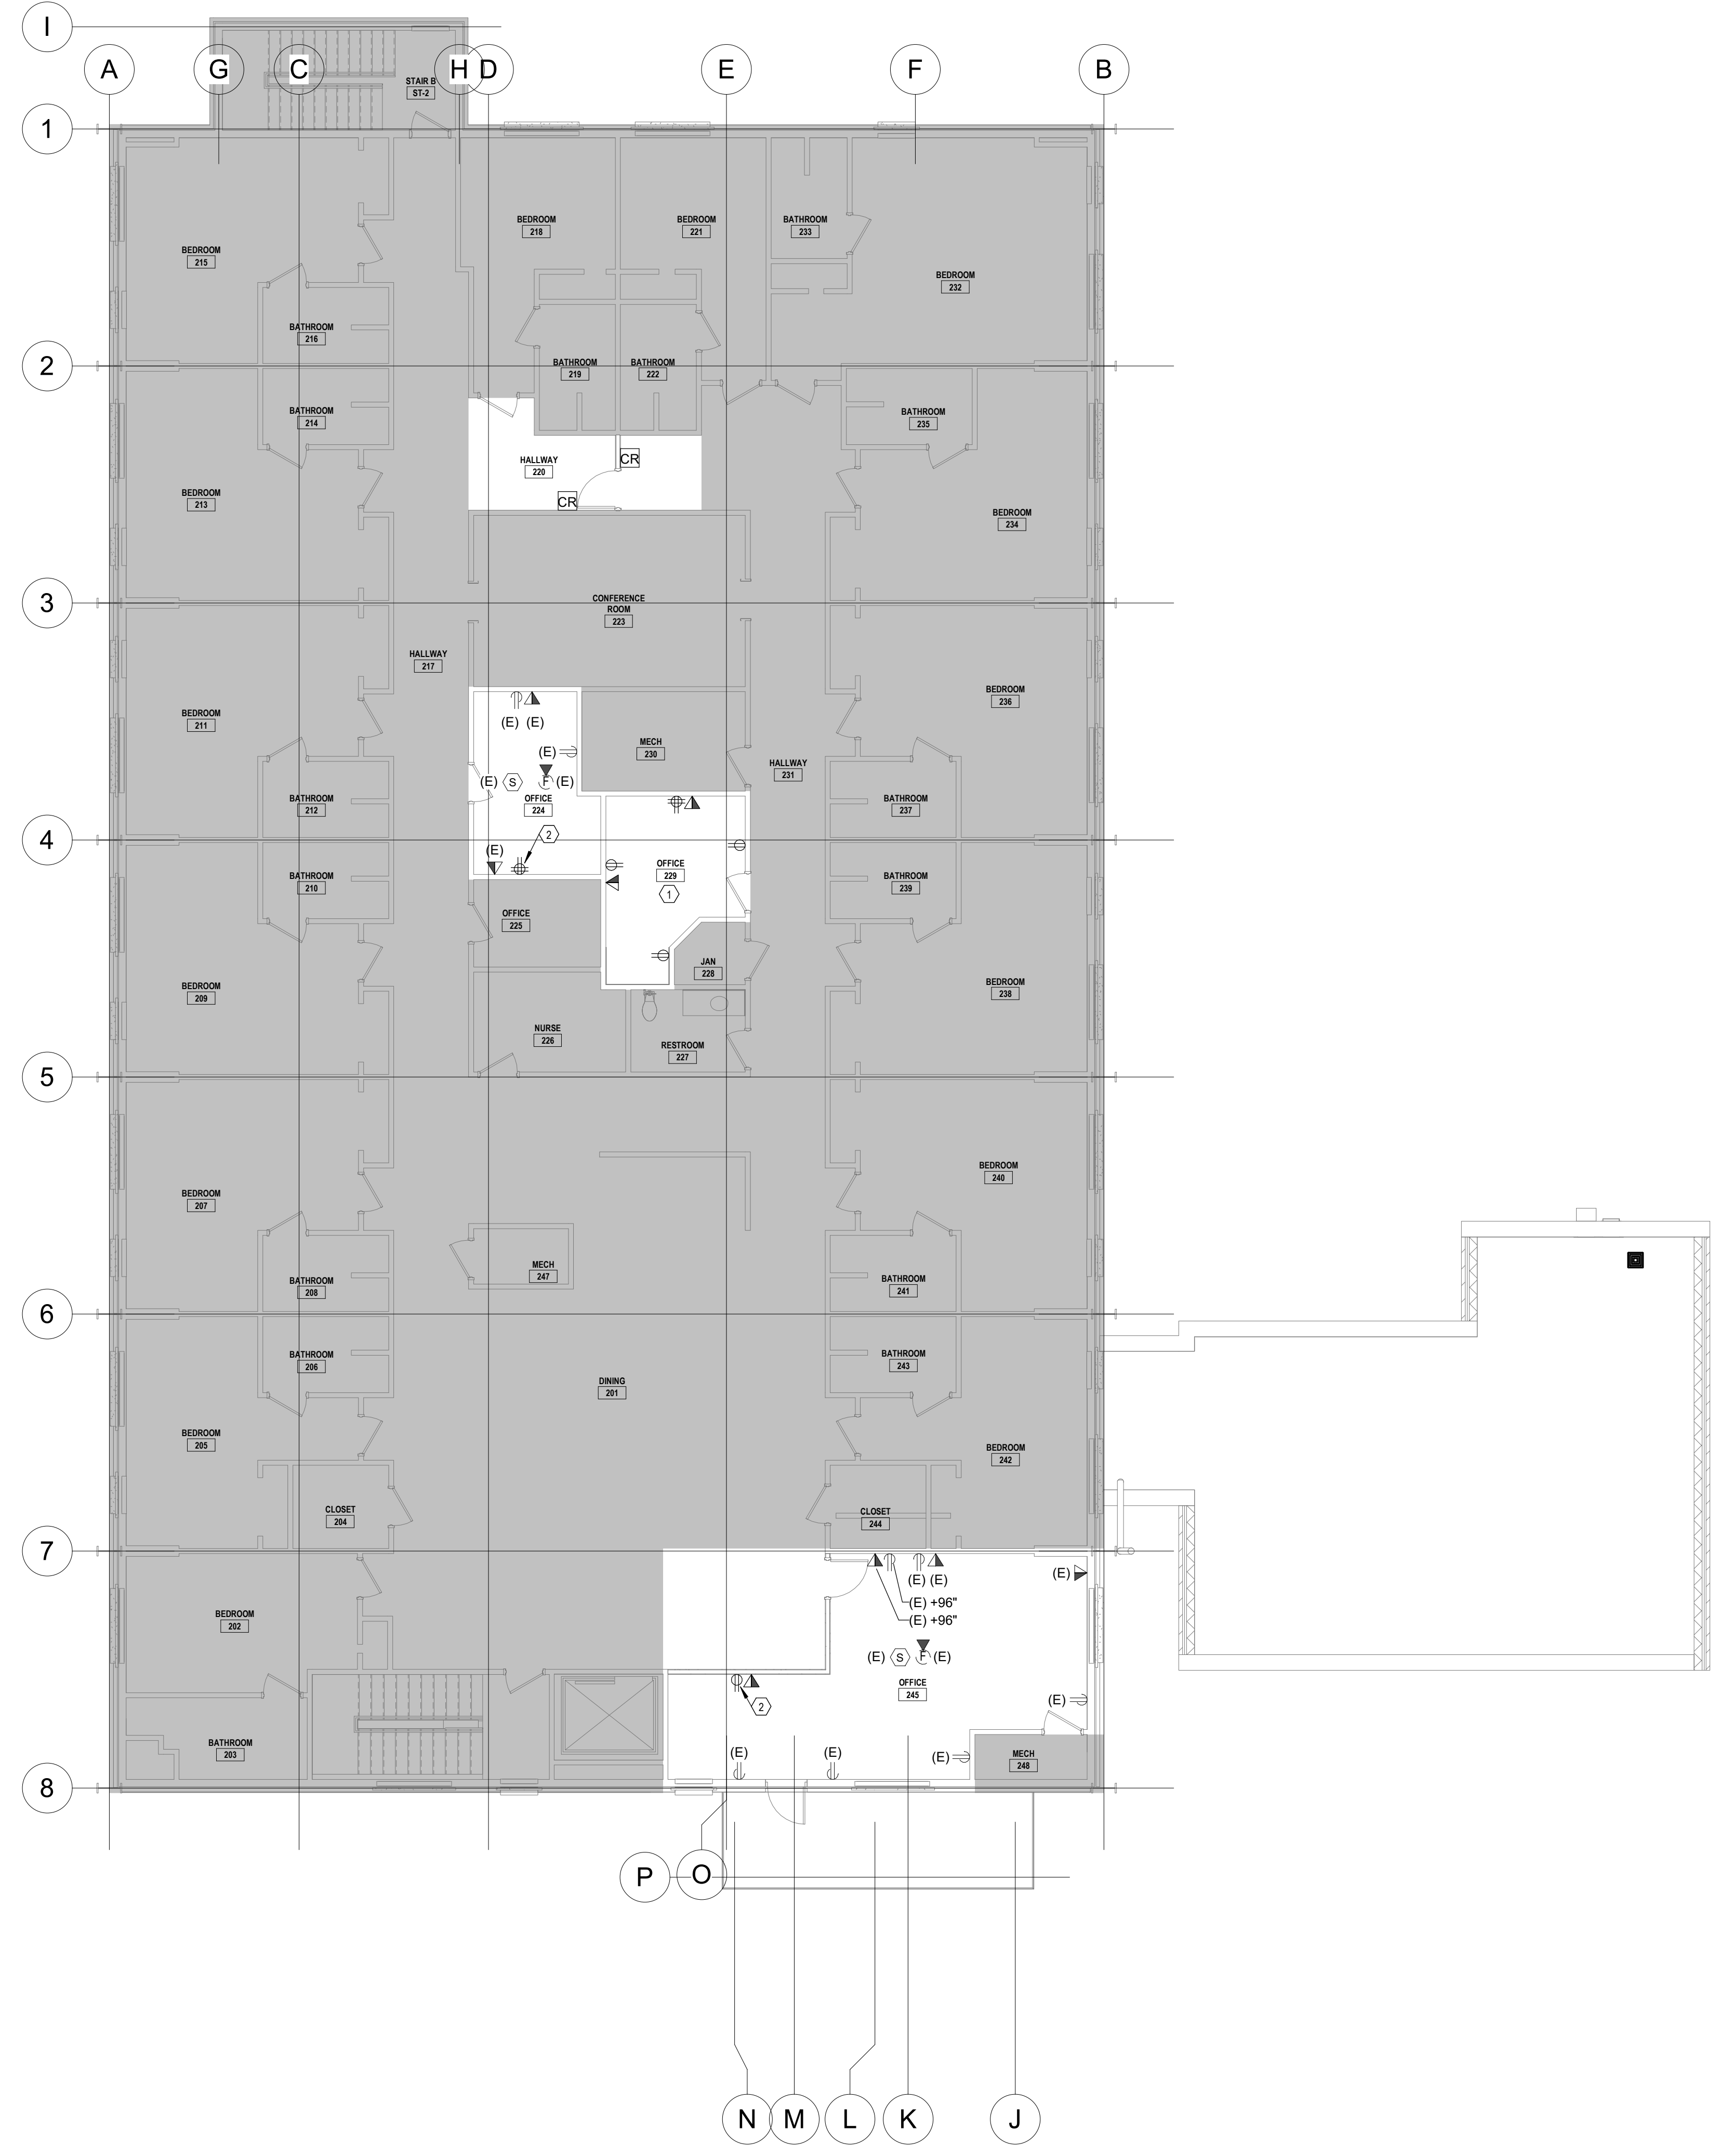 I
A
G
C
H
D
E
F
B
STAIR B
ST-2
1
BEDROOM
218
BEDROOM
221
BATHROOM
233
BEDROOM
215
BEDROOM
232
BATHROOM
216
2
BATHROOM
219
BATHROOM
222
BATHROOM
214
BATHROOM
235
HALLWAY
220
CR
CR
BEDROOM
213
BEDROOM
234
3
CONFERENCE
ROOM
223
HALLWAY
217
BEDROOM
236
BEDROOM
211
(E) (E)
MECH
230
(E)
HALLWAY
231
(E) S F (E)
OFFICE
224
BATHROOM
212
BATHROOM
237
4
2
(E)
OFFICE
229
1
BATHROOM
210
BATHROOM
239
OFFICE
225
JAN
228
BEDROOM
209
BEDROOM
238
NURSE
226
RESTROOM
227
5
BEDROOM
207
BEDROOM
240
MECH
247
BATHROOM
208
BATHROOM
241
6
BATHROOM
206
BATHROOM
243
DINING
201
BEDROOM
205
BEDROOM
242
CLOSET
204
CLOSET
244
7
(E) (E)
(E)
(E) +96"
(E) +96"
BEDROOM
202
(E) S F (E)
OFFICE
245
2
(E)
BATHROOM
203
(E)
(E)
(E)
MECH
248
8
P
O
N
M
L
K
J